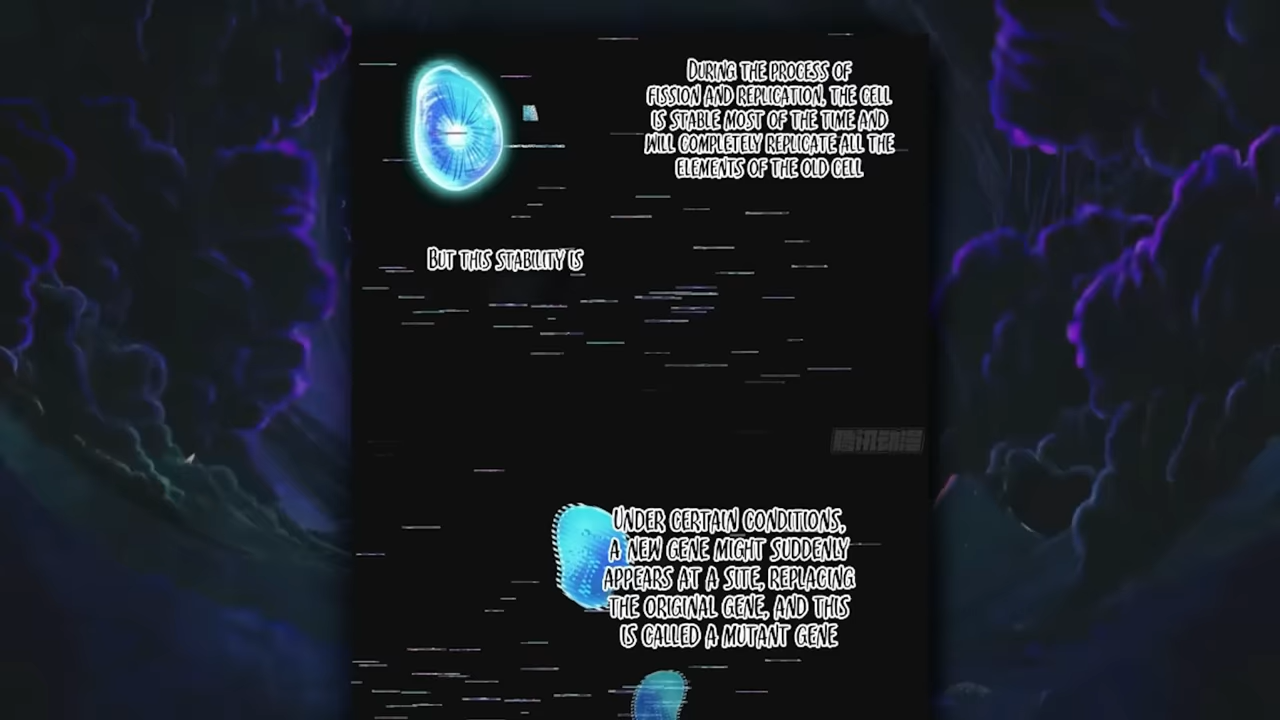 DURING THE PROCESS OF
FISSION AND REPLICATION, THE CELL
IS STABLE MOST OF THE TIME AND
WILL COMPLETELY REPLICATE ALL THE
ELEMENTS OF THE OLD CELL
BUT THIS STABILITY IS
UNDER CERTAIN CONDITIONS,
A NEW GENE MIGHT SUDDENLY
APPEARS AT A SITE, REPLACING
THE ORIGINAL GENE, AND THIS
IS CALLED A MUTANT GENE